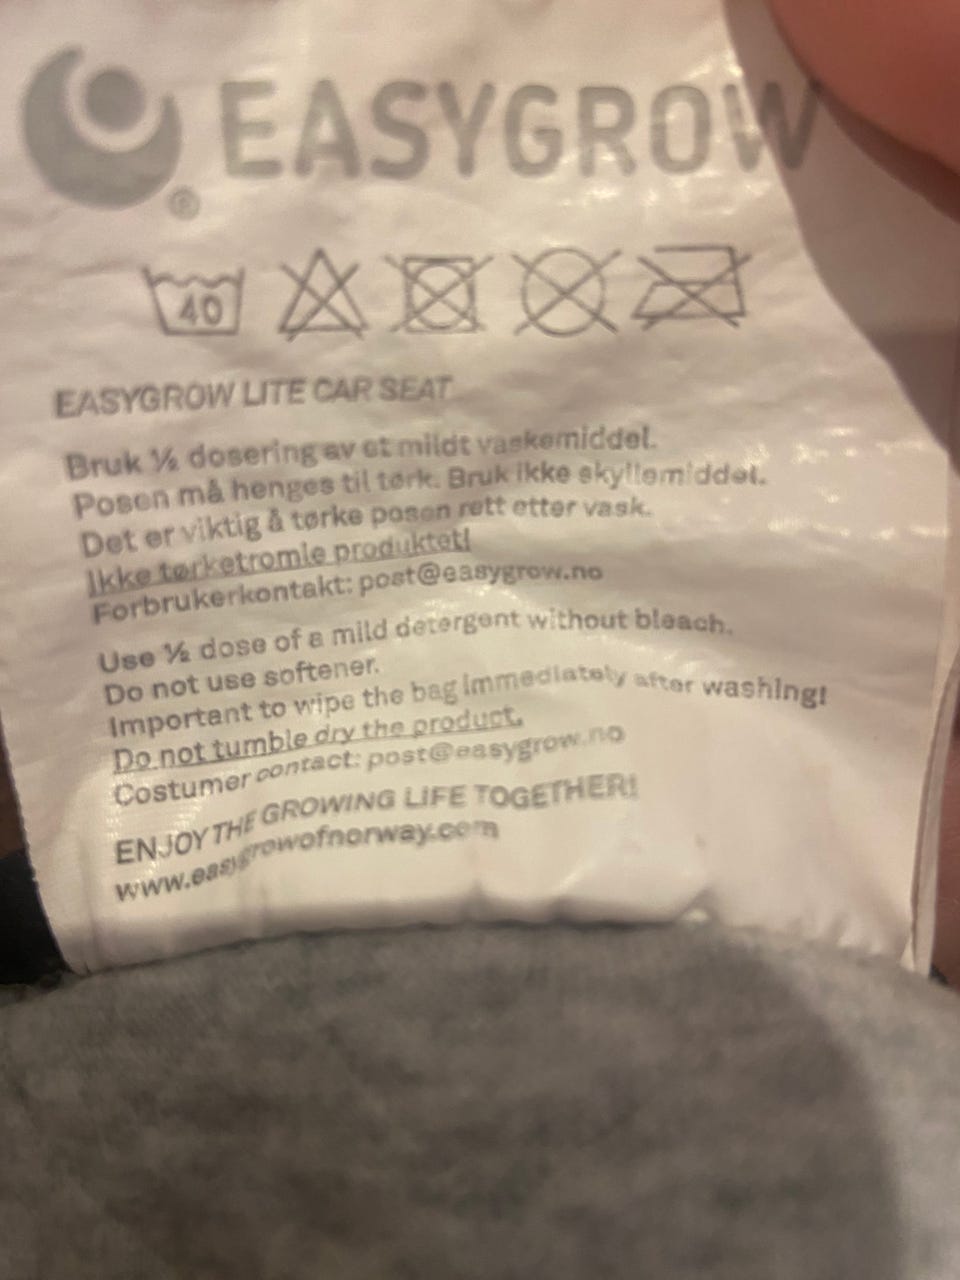 EASYGROW
®
40
EASYGROW LITE CAR SEAT
Bruk ½ dosering av et mildt vaskemiddel.
Posen må henges til tørk. Bruk ikke skyllemiddel.
Det er viktig å tørke posen rett etter vask.
Ikke tørketromle produktet!
Forbrukerkontakt: post@easygrow.no
Use ½ dose of a mild detergent without bleach.
Do not use softener.
Important to wipe the bag immediately after washing!
Do not tumble dry the product.
Costumer contact: post@easygrow.no
ENJOY THE GROWING LIFE TOGETHER!
www.easygrowofnorway.com